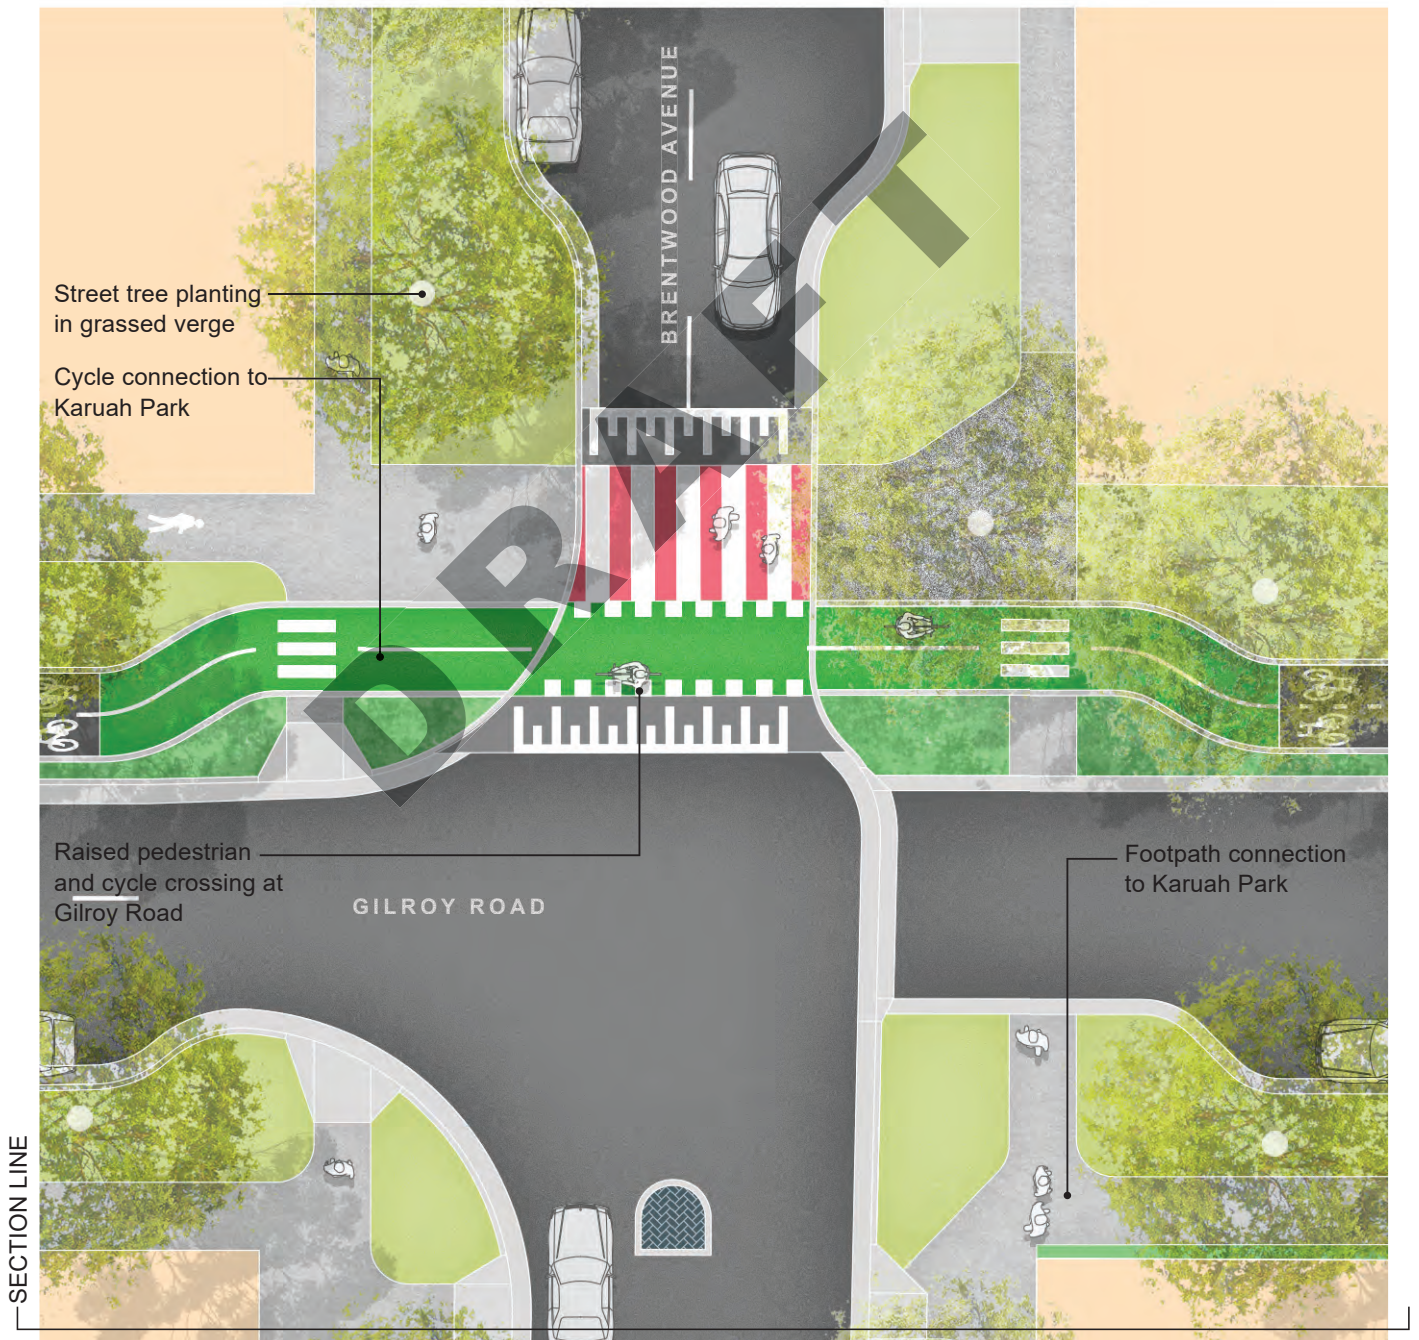 BRENTWOOD AVENUE
Street tree planting
in grassed verge
Cycle connection to
Karuah Park
DRAFT
Raised pedestrian
and cycle crossing at
Gilroy Road
GILROY ROAD
Footpath connection
to Karuah Park
SECTION LINE